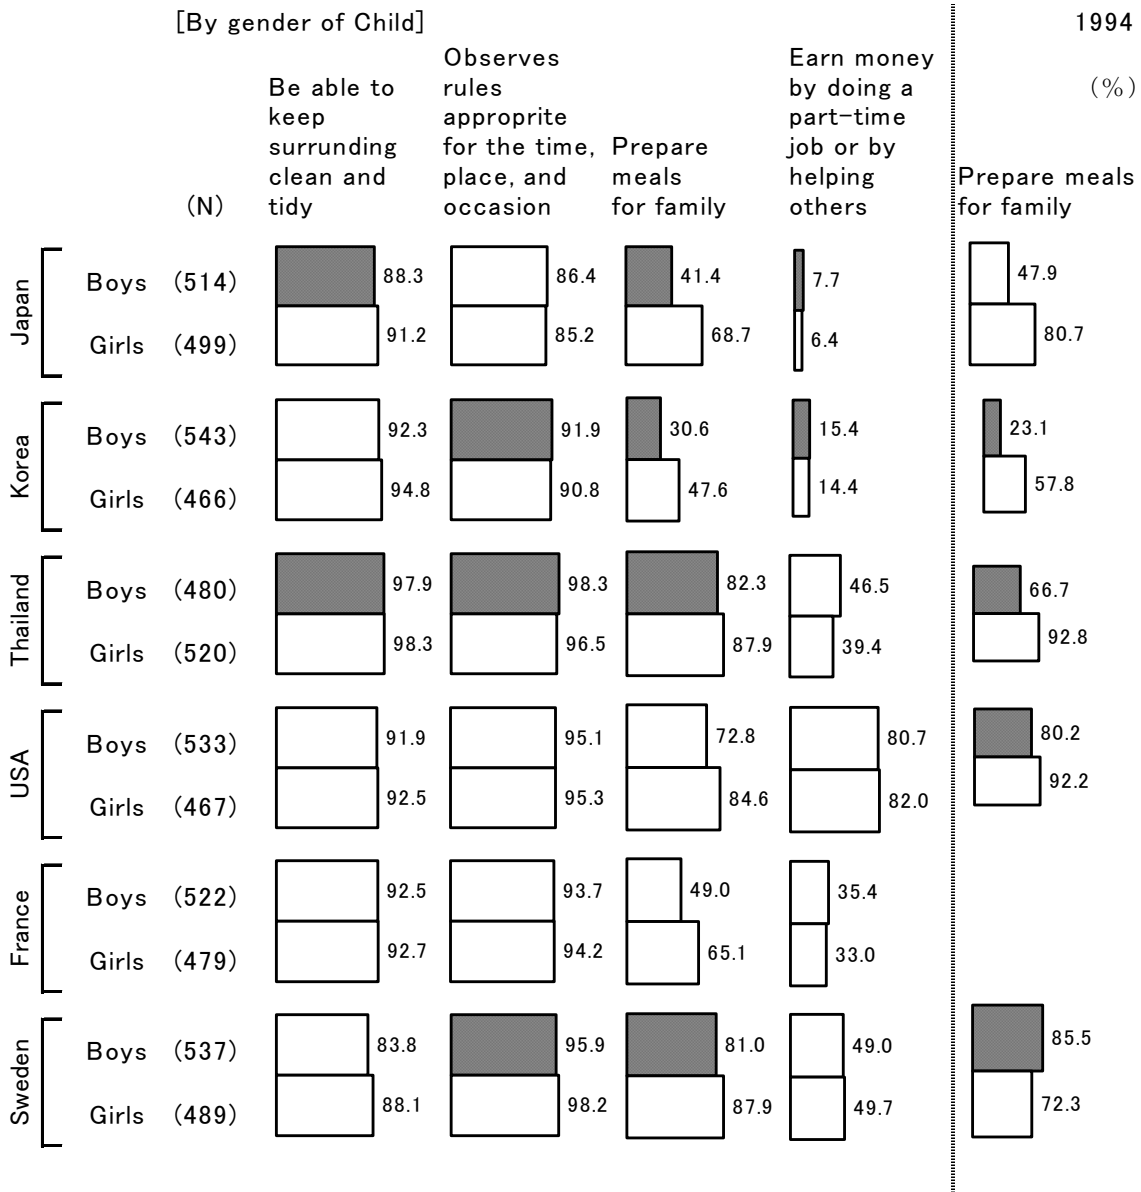 [By gender of Child]
1994
(%)
(N)
Be able to
keep
surrunding
clean and
tidy
Observes
rules
approprite
for the time,
place, and
occasion
Prepare
meals
for family
Earn money
by doing a
part-time
job or by
helping
others
Prepare meals
for family
Japan
Boys (514) 88.3 86.4 41.4 7.7 47.9
Girls (499) 91.2 85.2 68.7 6.4 80.7
Korea
Boys (543) 92.3 91.9 30.6 15.4 23.1
Girls (466) 94.8 90.8 47.6 14.4 57.8
Thailand
Boys (480) 97.9 98.3 82.3 46.5 66.7
Girls (520) 98.3 96.5 87.9 39.4 92.8
USA
Boys (533) 91.9 95.1 72.8 80.7 80.2
Girls (467) 92.5 95.3 84.6 82.0 92.2
France
Boys (522) 92.5 93.7 49.0 35.4
Girls (479) 92.7 94.2 65.1 33.0
Sweden
Boys (537) 83.8 95.9 81.0 49.0 85.5
Girls (489) 88.1 98.2 87.9 49.7 72.3